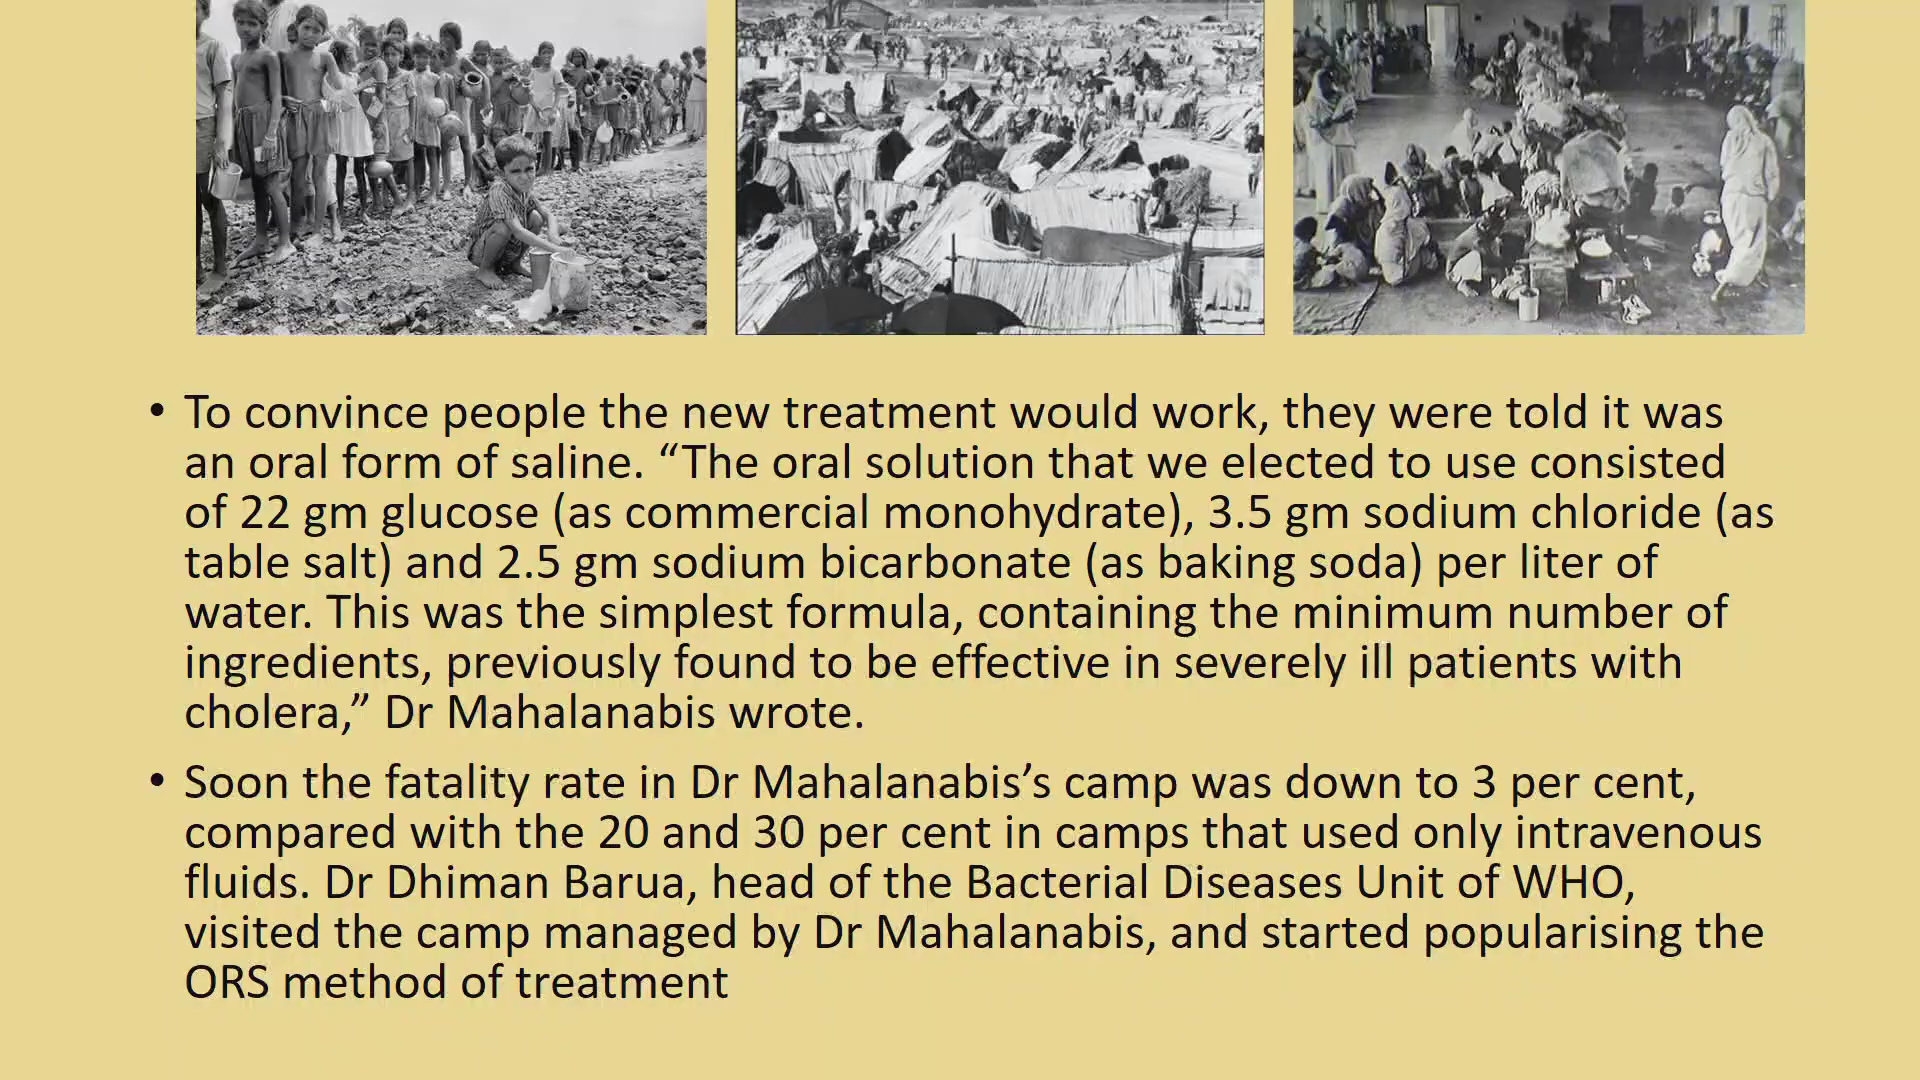 • To convince people the new treatment would work, they were told it was
an oral form of saline. “The oral solution that we elected to use consisted
of 22 gm glucose (as commercial monohydrate), 3.5 gm sodium chloride (as
table salt) and 2.5 gm sodium bicarbonate (as baking soda) per liter of
water. This was the simplest formula, containing the minimum number of
ingredients, previously found to be effective in severely ill patients with
cholera,” Dr Mahalanabis wrote.
• Soon the fatality rate in Dr Mahalanabis’s camp was down to 3 per cent,
compared with the 20 and 30 per cent in camps that used only intravenous
fluids. Dr Dhiman Barua, head of the Bacterial Diseases Unit of WHO,
visited the camp managed by Dr Mahalanabis, and started popularising the
ORS method of treatment